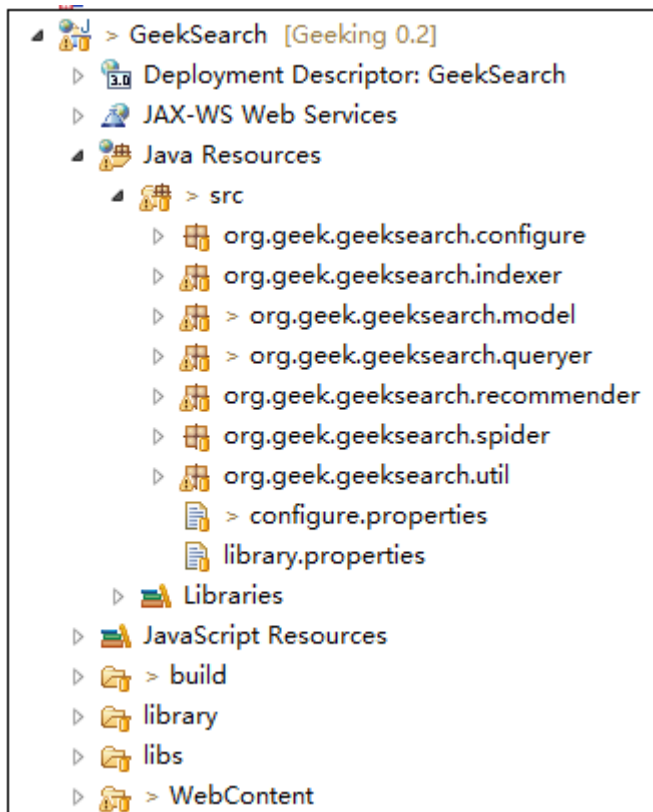 > GeekSearch [Geeking 0.2]
3.0 Deployment Descriptor: GeekSearch
JAX-WS Web Services
Java Resources
> src
org.geek.geeksearch.configure
org.geek.geeksearch.indexer
> org.geek.geeksearch.model
> org.geek.geeksearch.queryer
org.geek.geeksearch.recommender
org.geek.geeksearch.spider
org.geek.geeksearch.util
> configure.properties
library.properties
Libraries
JavaScript Resources
> build
library
libs
> WebContent